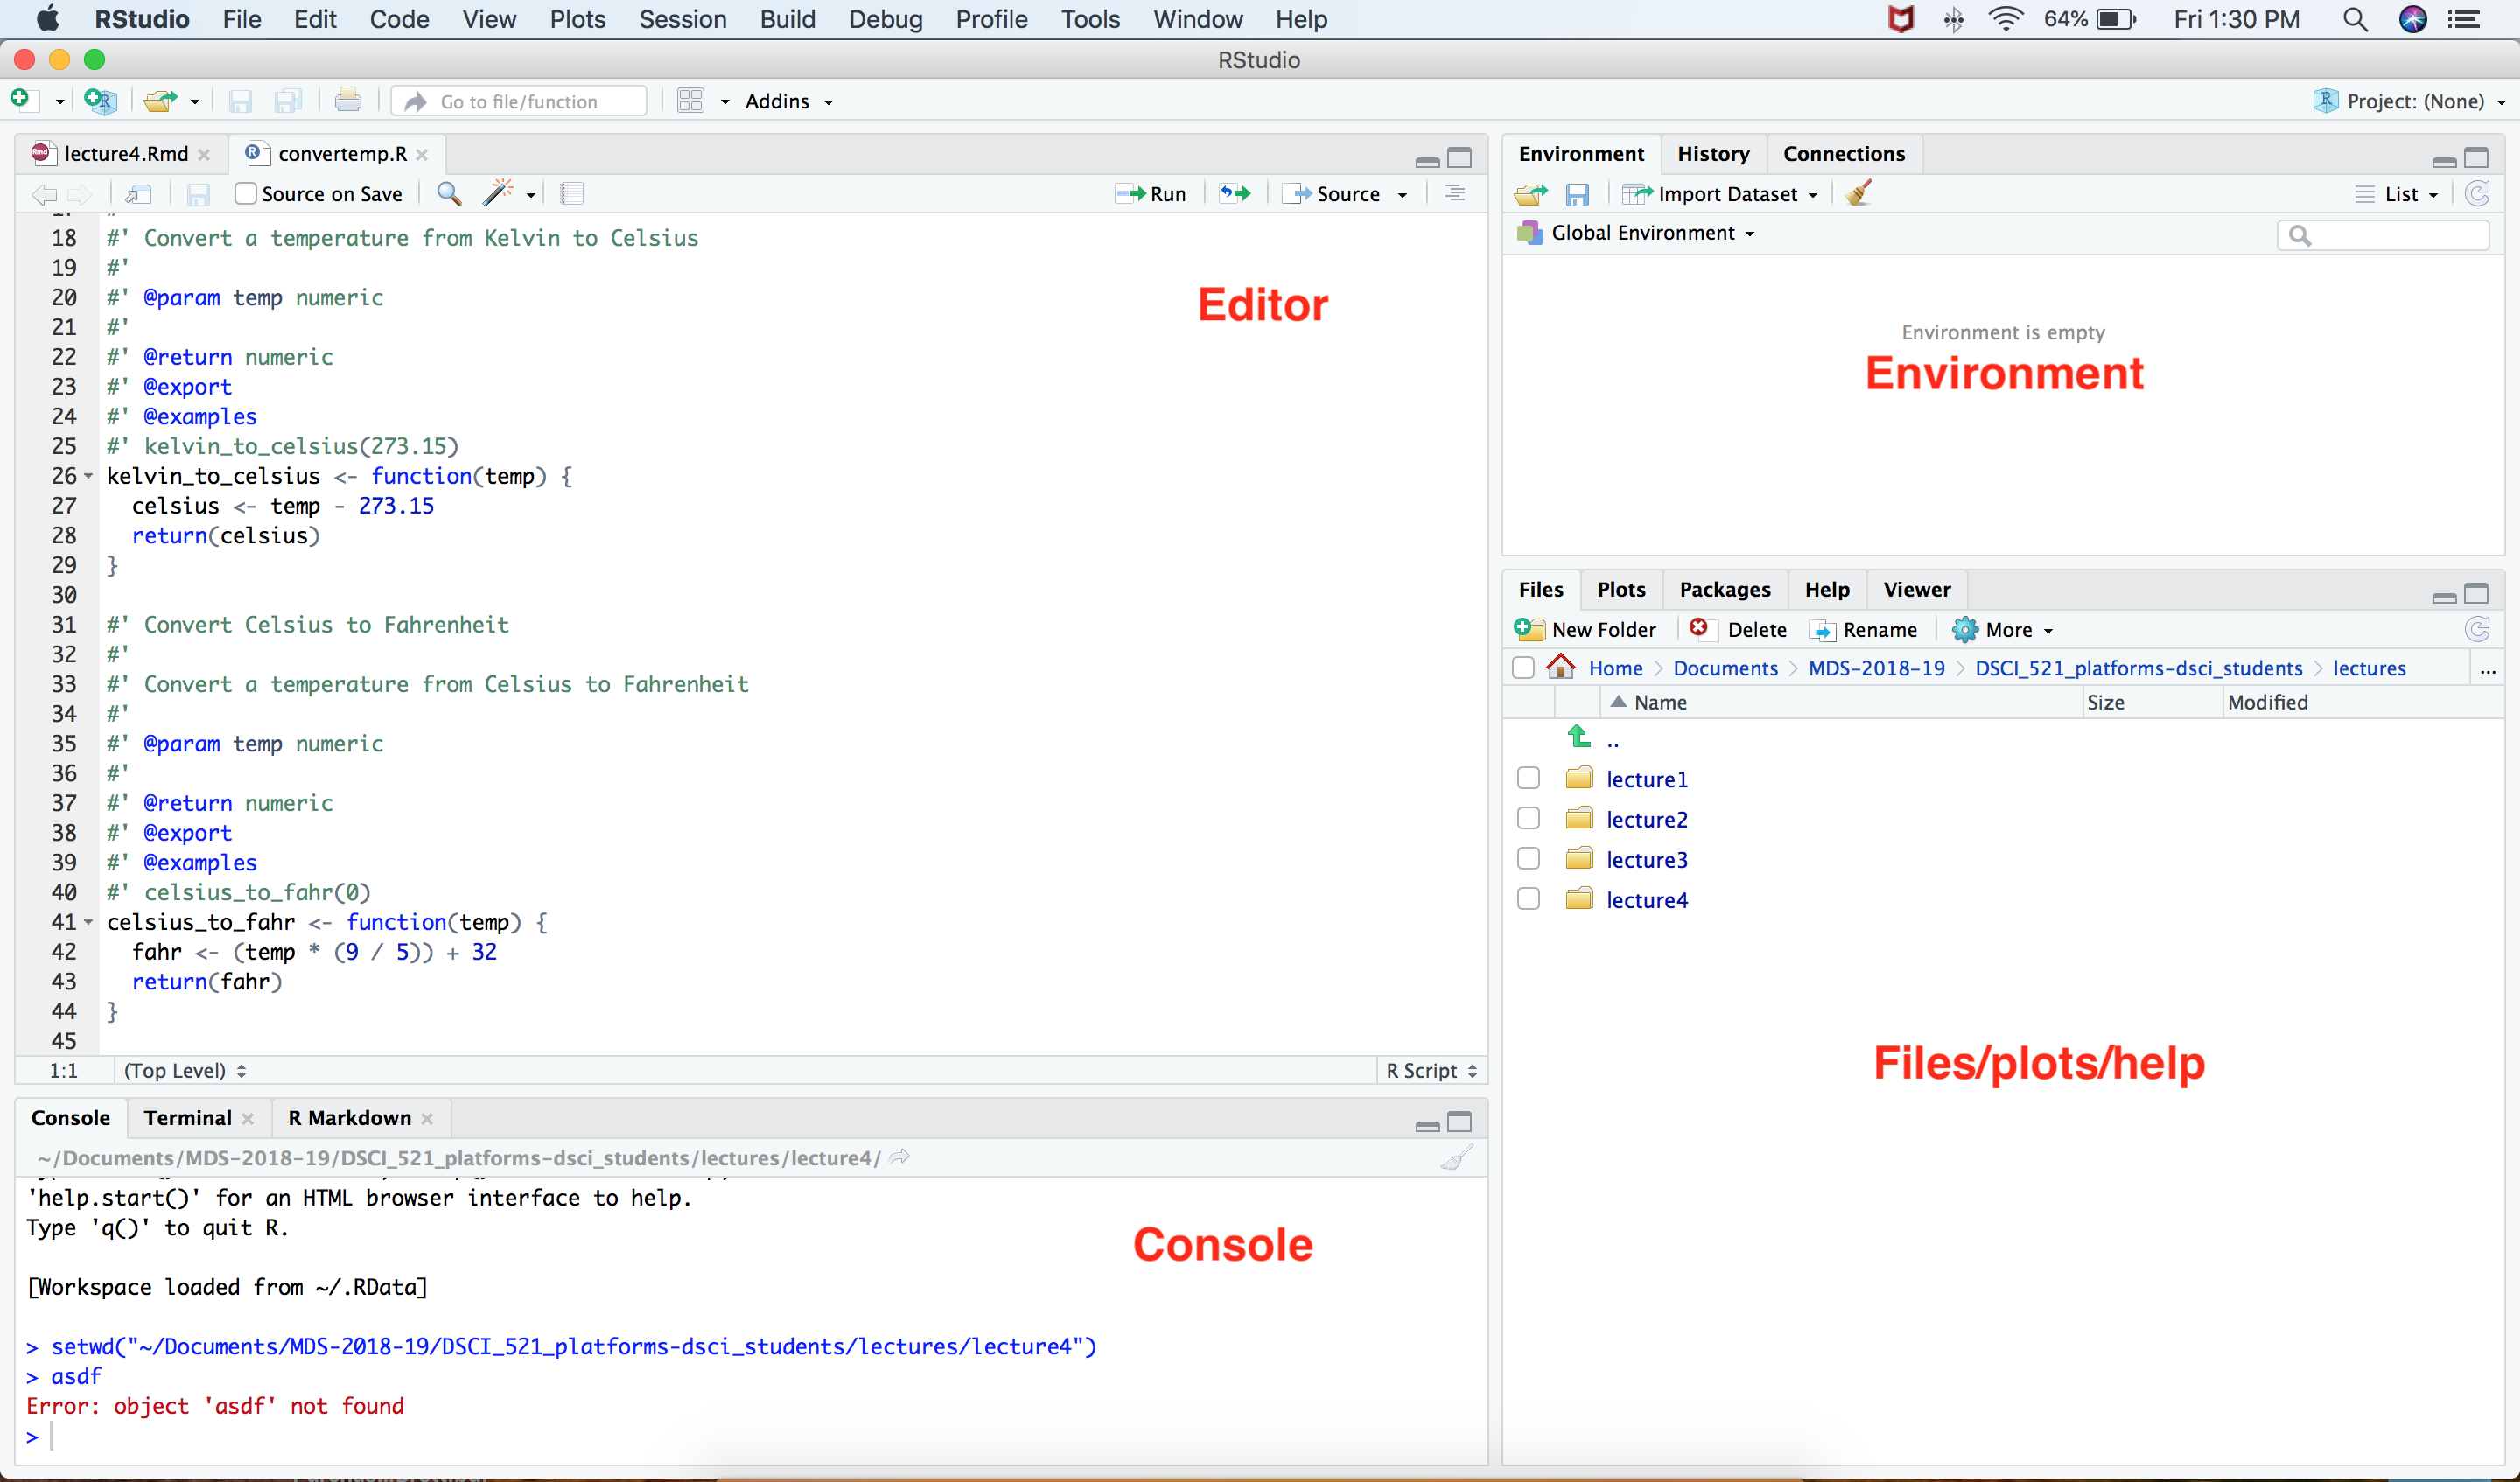 RStudio File Edit Code View Plots Session Build Debug Profile Tools Window Help 64% Fri 1:30 PM
RStudio
Go to file/function Addins Project: (None)
lecture4.Rmd convertemp.R
Source on Save Run Source
18 #' Convert a temperature from Kelvin to Celsius
19 #'
20 #' @param temp numeric
21 #'
22 #' @return numeric
23 #' @export
24 #' @examples
25 #' kelvin_to_celsius(273.15)
26 kelvin_to_celsius <- function(temp) {
27 celsius <- temp - 273.15
28 return(celsius)
29 }
30
31 #' Convert Celsius to Fahrenheit
32 #'
33 #' Convert a temperature from Celsius to Fahrenheit
34 #'
35 #' @param temp numeric
36 #'
37 #' @return numeric
38 #' @export
39 #' @examples
40 #' celsius_to_fahr(0)
41 celsius_to_fahr <- function(temp) {
42 fahr <- (temp * (9 / 5)) + 32
43 return(fahr)
44 }
45
Editor
1:1 (Top Level) R Script
Console Terminal R Markdown
~/Documents/MDS-2018-19/DSCI_521_platforms-dsci_students/lectures/lecture4/
'help.start()' for an HTML browser interface to help.
Type 'q()' to quit R.
[Workspace loaded from ~/.RData]
> setwd("~/Documents/MDS-2018-19/DSCI_521_platforms-dsci_students/lectures/lecture4")
> asdf
Error: object 'asdf' not found
>
Console
Environment History Connections
Import Dataset List
Global Environment
Environment is empty
Environment
Files Plots Packages Help Viewer
New Folder Delete Rename More
Home > Documents > MDS-2018-19 > DSCI_521_platforms-dsci_students > lectures ...
Name Size Modified
..
lecture1
lecture2
lecture3
lecture4
Files/plots/help